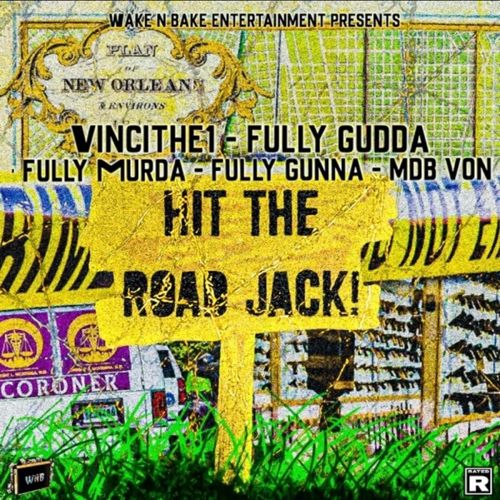 WAKE N BAKE ENTERTAINMENT PRESENTS
PLAN
OF
NEW ORLEANS
& ENVIRONS
VINCITHE1 - FULLY GUDDA
FULLY MURDA - FULLY GUNNA - MDB VON
HIT THE
ROAD JACK!
CORONER
WNB
RATED
R